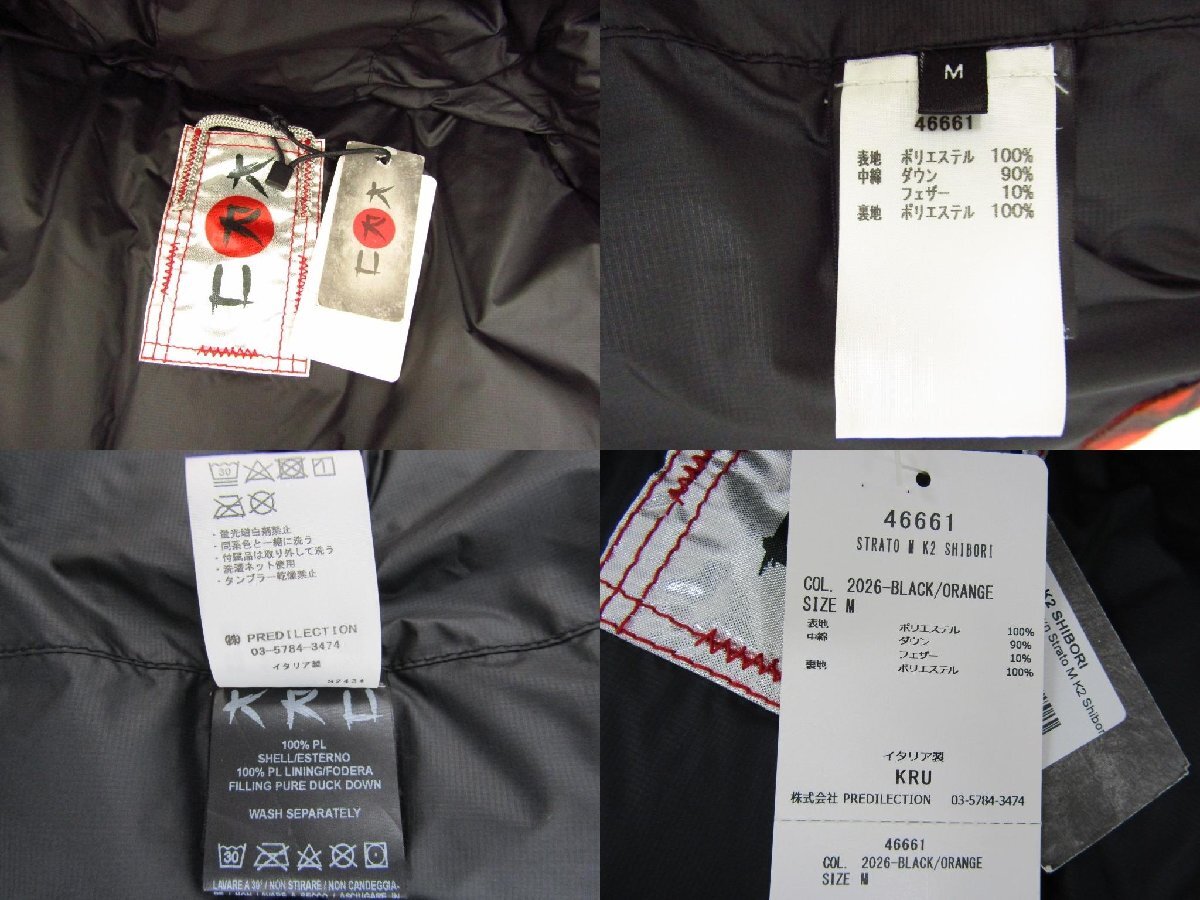 KRU
KRU
M
46661
表地 ポリエステル 100%
中綿 ダウン 90%
フェザー 10%
裏地 ポリエステル 100%
30
・蛍光増白剤禁止
・同系色と一緒に洗う
・付属品は取り外して洗う
・洗濯ネット使用
・タンブラー乾燥禁止
㈱ PREDILECTION
03-5784-3474
イタリア製
KRU
100% PL
SHELL/ESTERNO
100% PL LINING/FODERA
FILLING PURE DUCK DOWN
WASH SEPARATELY
30
LAVARE A 30° / NON STIRARE / NON CANDEGGIA-
46661
STRATO M K2 SHIBORI
COL. 2026-BLACK/ORANGE
SIZE M
表地 ポリエステル 100%
中綿 ダウン 90%
フェザー 10%
裏地 ポリエステル 100%
イタリア製
KRU
株式会社 PREDILECTION 03-5784-3474
46661
COL. 2026-BLACK/ORANGE
SIZE M
K2 SHIBORI
Strato M K2 Shibori